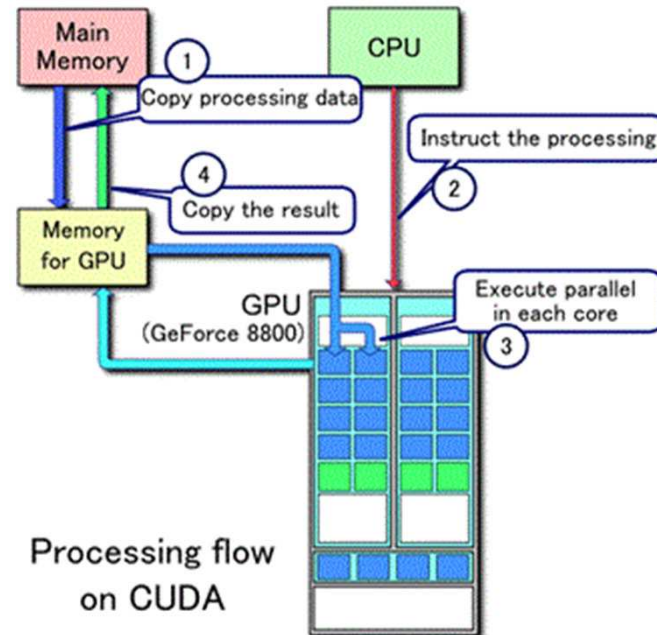 Main
Memory
CPU
1
Copy processing data
Instruct the processing
2
4
Copy the result
Memory
for GPU
GPU
(GeForce 8800)
Execute parallel
in each core
3
Processing flow
on CUDA